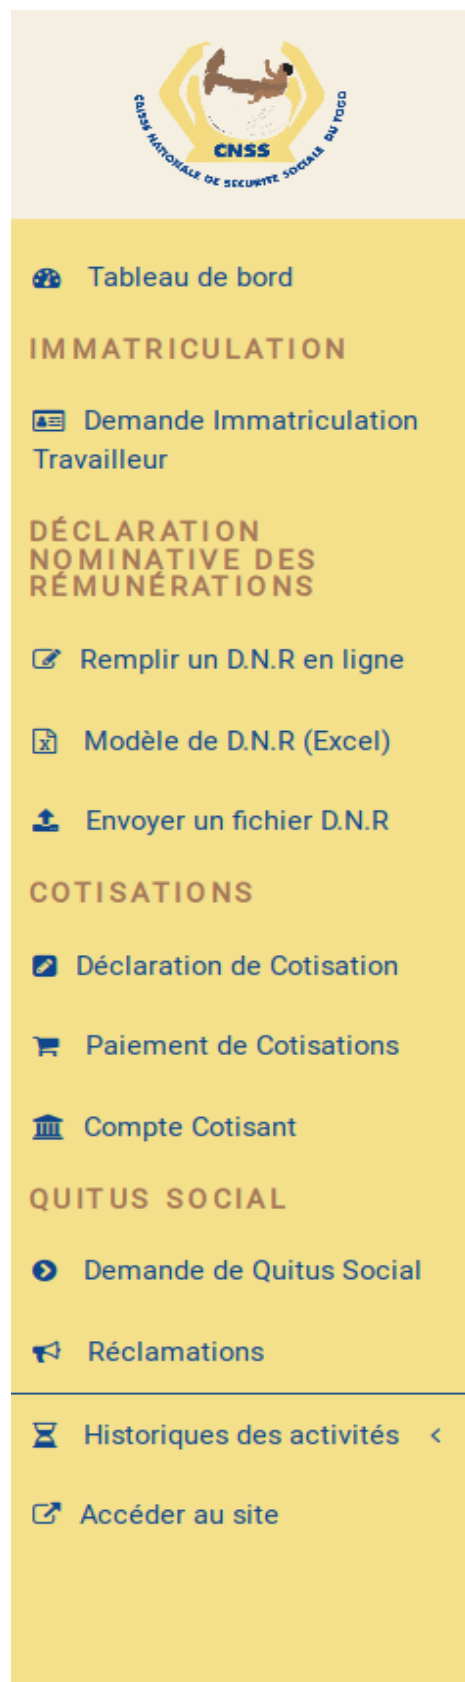 CAISSE NATIONALE DE SECURITE SOCIALE DU TOGO
CNSS
Tableau de bord
IMMATRICULATION
Demande Immatriculation
Travailleur
DÉCLARATION
NOMINATIVE DES
RÉMUNÉRATIONS
Remplir un D.N.R en ligne
Modèle de D.N.R (Excel)
Envoyer un fichier D.N.R
COTISATIONS
Déclaration de Cotisation
Paiement de Cotisations
Compte Cotisant
QUITUS SOCIAL
Demande de Quitus Social
Réclamations
Historiques des activités
Accéder au site